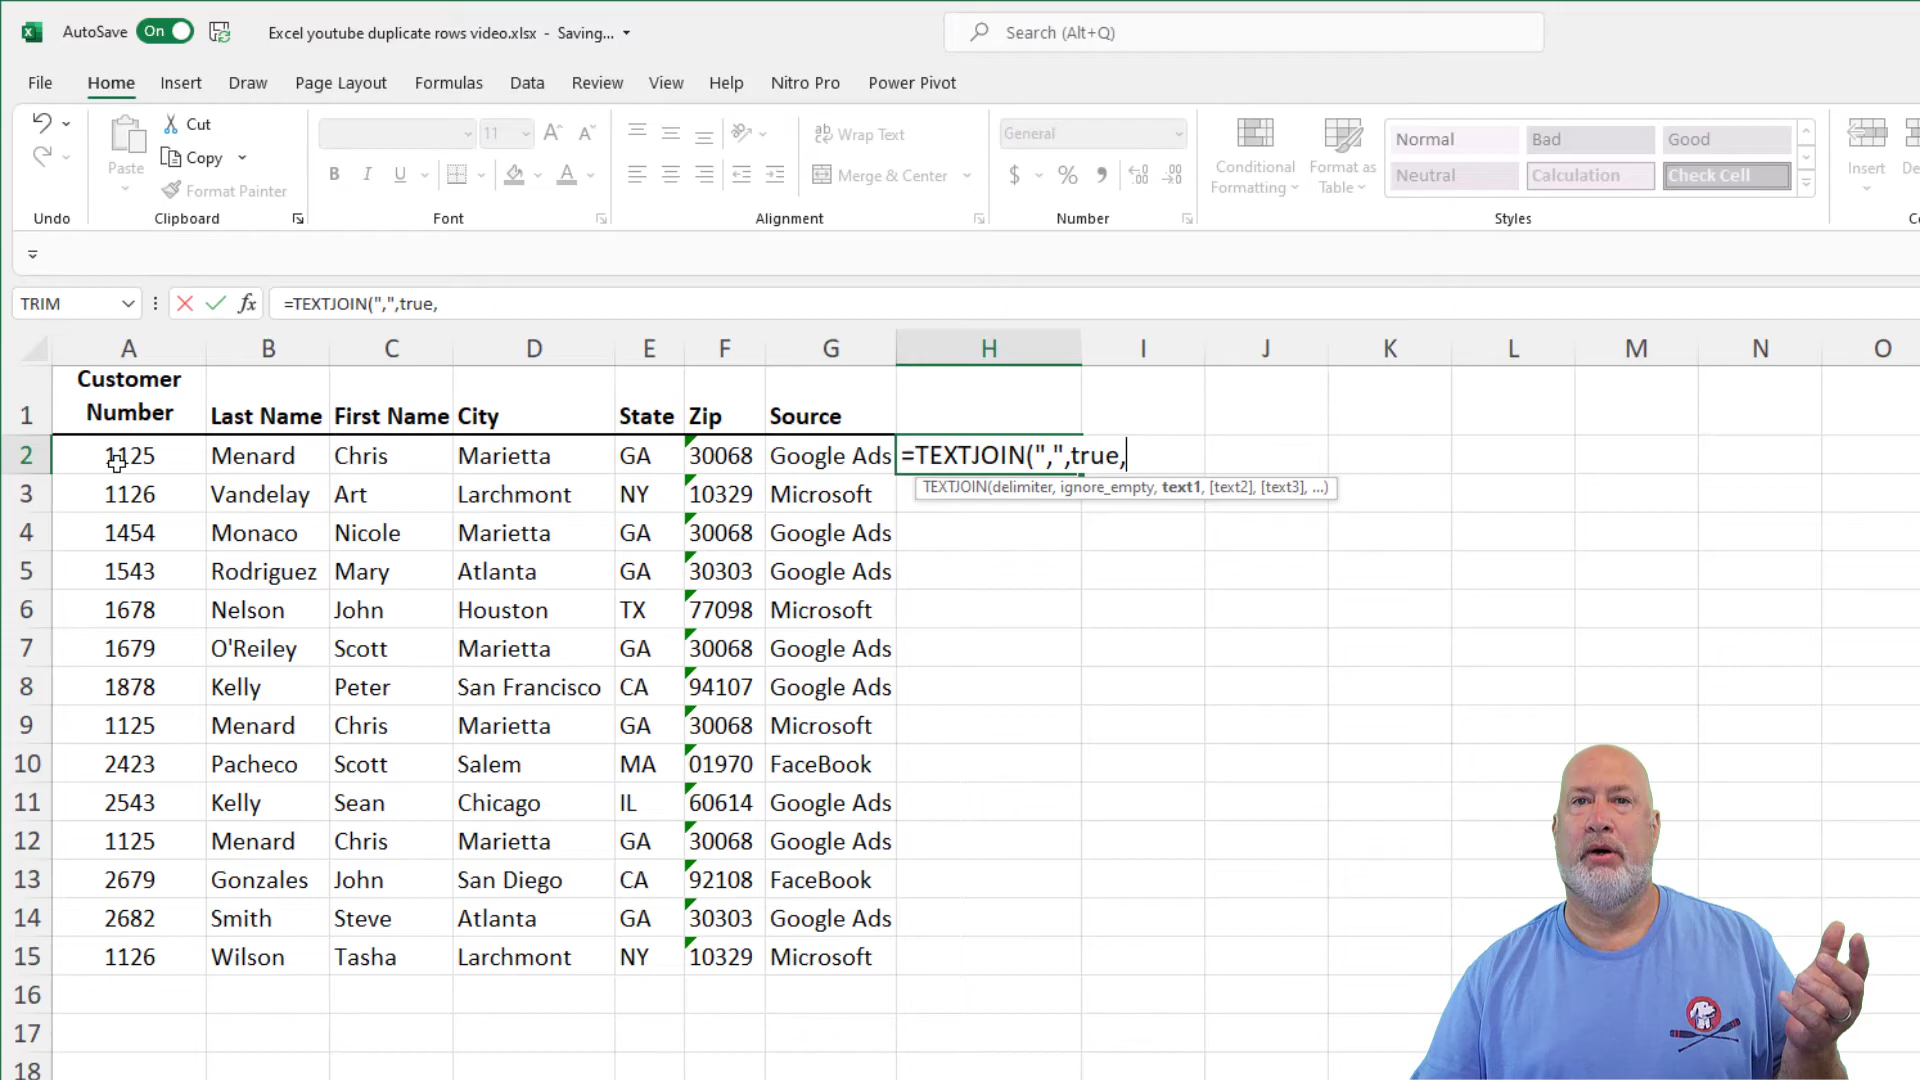 AutoSave On Excel youtube duplicate rows video.xlsx - Saving... Search (Alt+Q)
File Home Insert Draw Page Layout Formulas Data Review View Help Nitro Pro Power Pivot
Paste Cut Copy Format Painter
11 A A
B I U A
ab Wrap Text
Merge & Center
General
$ % 9 .00 .00
Conditional Formatting Format as Table
Normal Bad Good
Neutral Calculation Check Cell
Insert
Undo Clipboard Font Alignment Number Styles
TRIM fx =TEXTJOIN(",",true,
A B C D E F G H I J K L M N O
1 Customer Number Last Name First Name City State Zip Source
2 1125 Menard Chris Marietta GA 30068 Google Ads =TEXTJOIN(",",true,
TEXTJOIN(delimiter, ignore_empty, text1, [text2], [text3], ...)
3 1126 Vandelay Art Larchmont NY 10329 Microsoft
4 1454 Monaco Nicole Marietta GA 30068 Google Ads
5 1543 Rodriguez Mary Atlanta GA 30303 Google Ads
6 1678 Nelson John Houston TX 77098 Microsoft
7 1679 O'Reiley Scott Marietta GA 30068 Google Ads
8 1878 Kelly Peter San Francisco CA 94107 Google Ads
9 1125 Menard Chris Marietta GA 30068 Microsoft
10 2423 Pacheco Scott Salem MA 01970 FaceBook
11 2543 Kelly Sean Chicago IL 60614 Google Ads
12 1125 Menard Chris Marietta GA 30068 Google Ads
13 2679 Gonzales John San Diego CA 92108 FaceBook
14 2682 Smith Steve Atlanta GA 30303 Google Ads
15 1126 Wilson Tasha Larchmont NY 10329 Microsoft
16
17
18